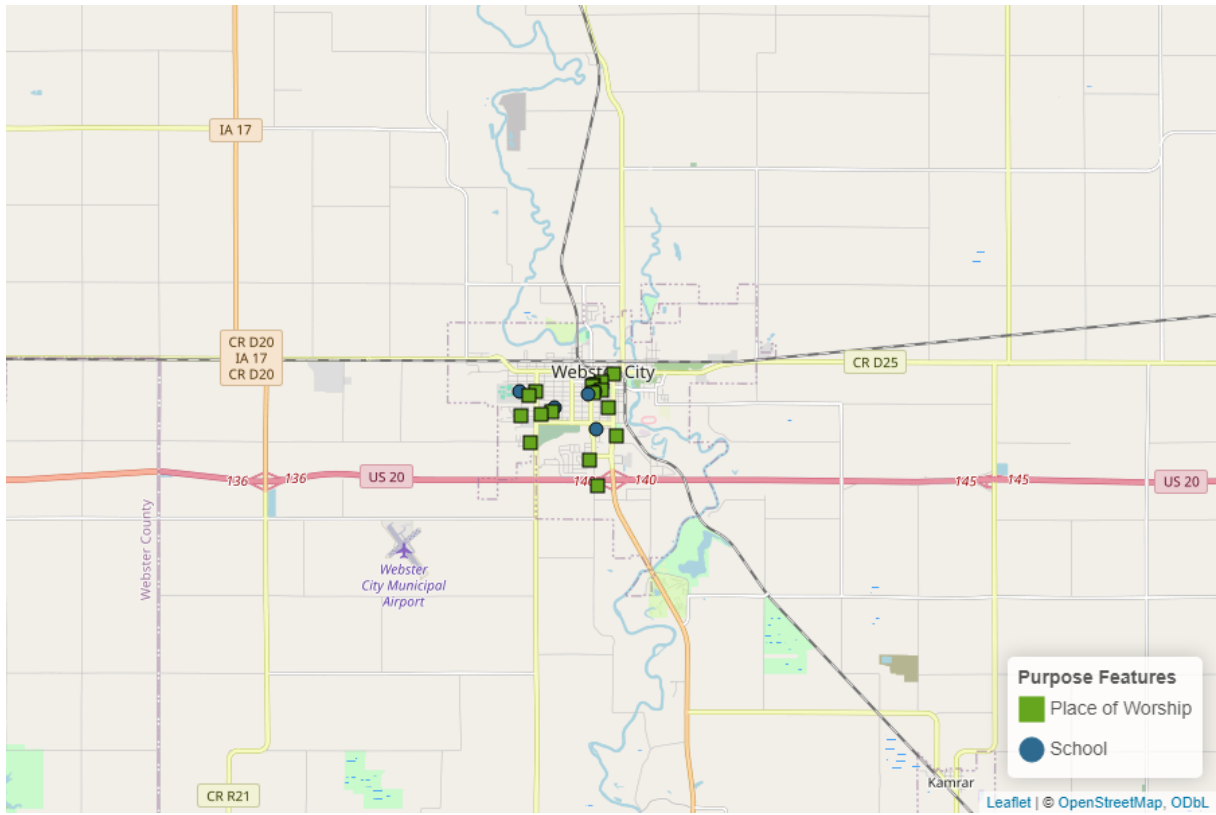 IA 17
CR D20
IA 17
CR D20
Webster City
CR D25
136
136
US 20
140
145
145
US 20
Webster County
Webster
City Municipal
Airport
Purpose Features
Place of Worship
School
Kamrar
CR R21
Leaflet | © OpenStreetMap, ODbL